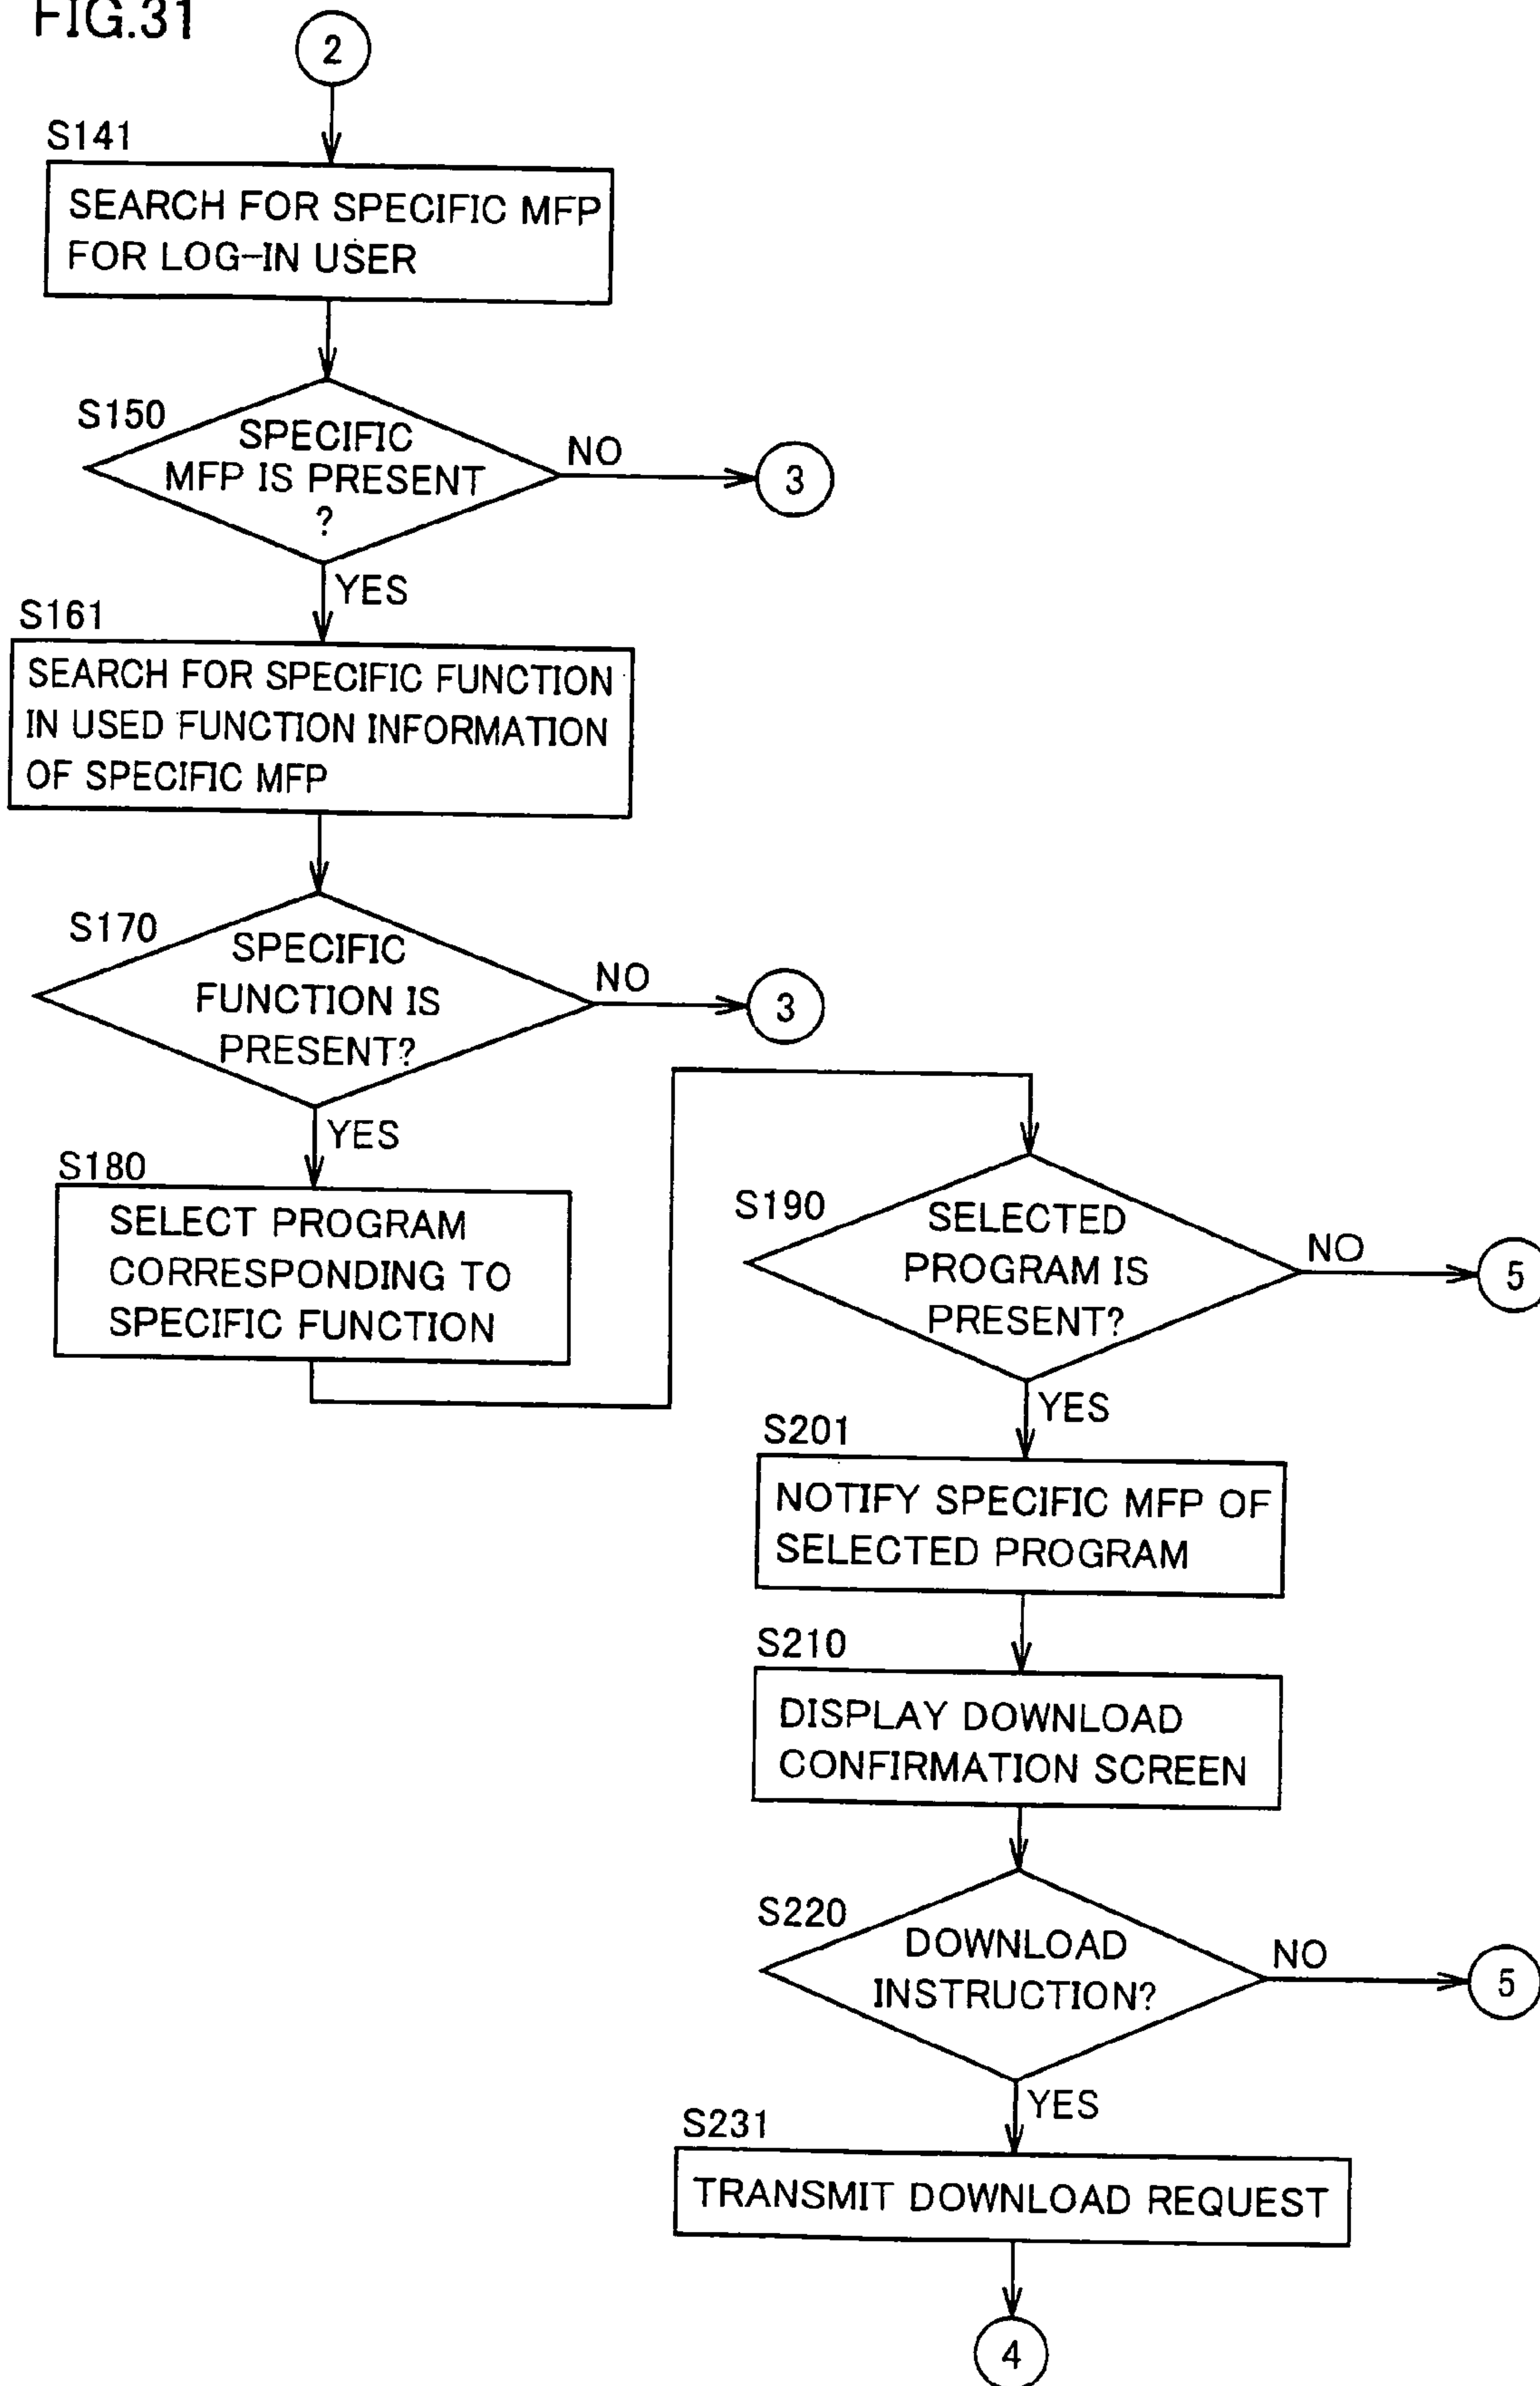 FIG.31
2
S141
SEARCH FOR SPECIFIC MFP
FOR LOG-IN USER
S150
SPECIFIC
MFP IS PRESENT
?
NO
3
YES
S161
SEARCH FOR SPECIFIC FUNCTION
IN USED FUNCTION INFORMATION
OF SPECIFIC MFP
S170
SPECIFIC
FUNCTION IS
PRESENT?
NO
3
YES
S180
SELECT PROGRAM
CORRESPONDING TO
SPECIFIC FUNCTION
S190
SELECTED
PROGRAM IS
PRESENT?
NO
5
YES
S201
NOTIFY SPECIFIC MFP OF
SELECTED PROGRAM
S210
DISPLAY DOWNLOAD
CONFIRMATION SCREEN
S220
DOWNLOAD
INSTRUCTION?
NO
5
YES
S231
TRANSMIT DOWNLOAD REQUEST
4